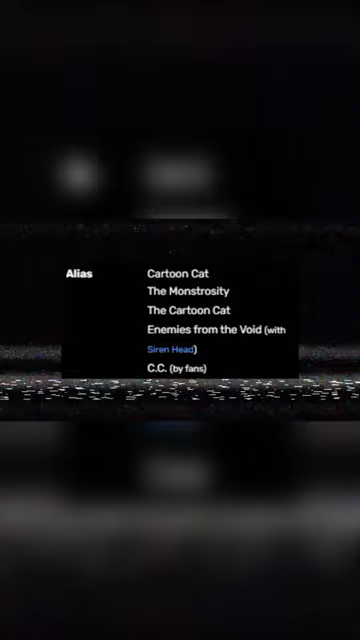 Alias
Cartoon Cat
The Monstrosity
The Cartoon Cat
Enemies from the Void (with
Siren Head)
C.C. (by fans)